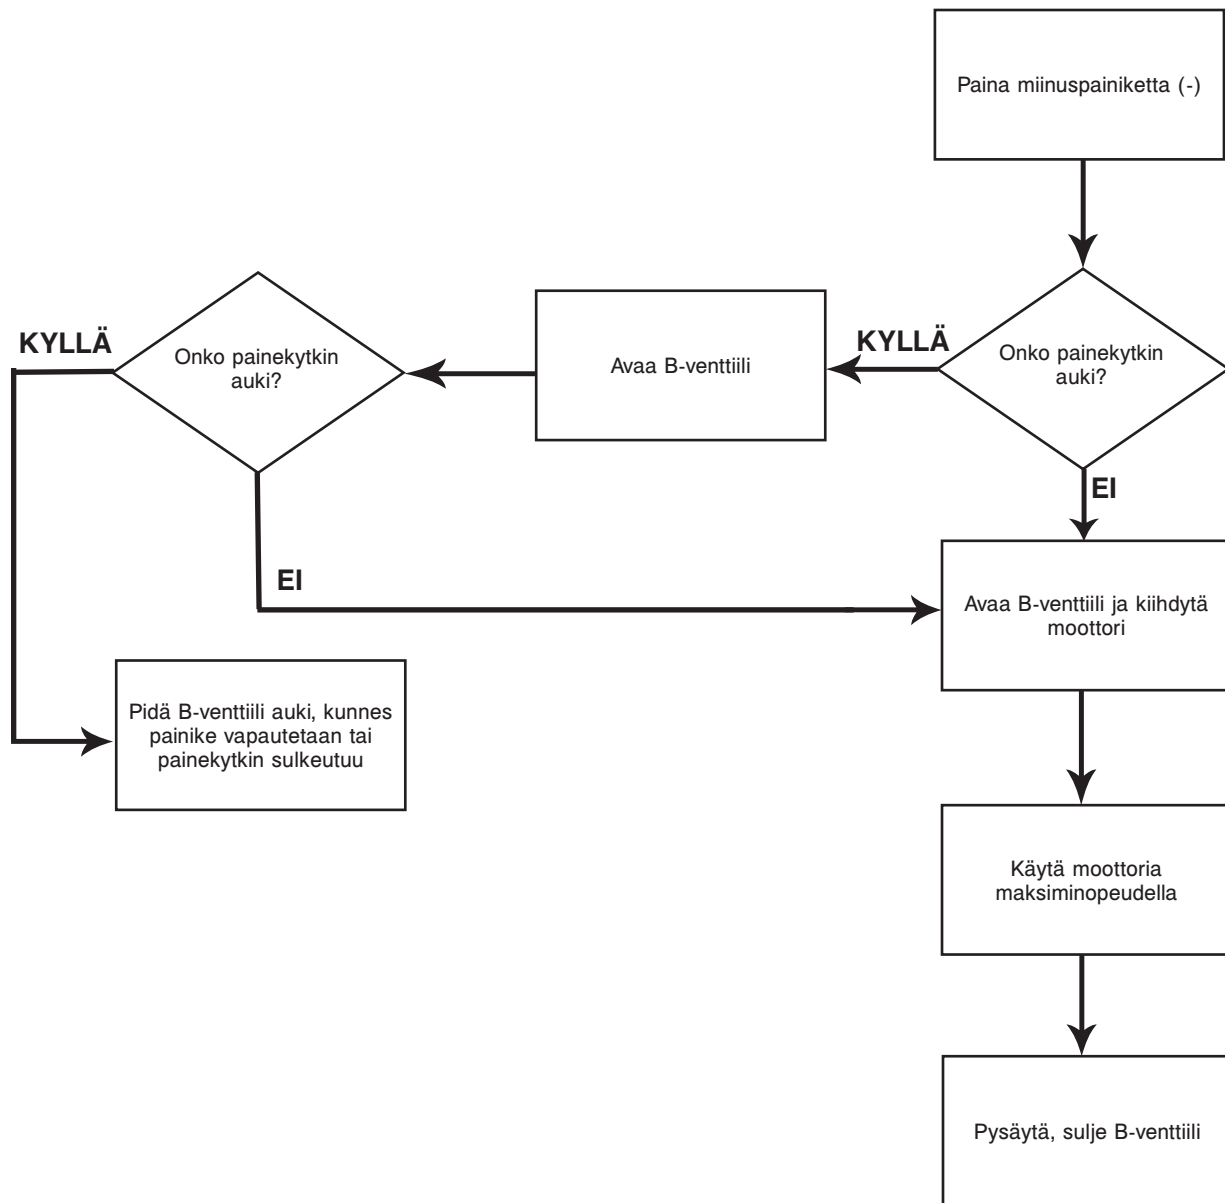 Paina miinuspainiketta (-)
Onko painekytkin
auki?
KYLLÄ
Avaa B-venttiili
Onko painekytkin
auki?
KYLLÄ
EI
EI
Avaa B-venttiili ja kiihdytä
moottori
Pidä B-venttiili auki, kunnes
painike vapautetaan tai
painekytkin sulkeutuu
Käytä moottoria
maksiminopeudella
Pysäytä, sulje B-venttiili